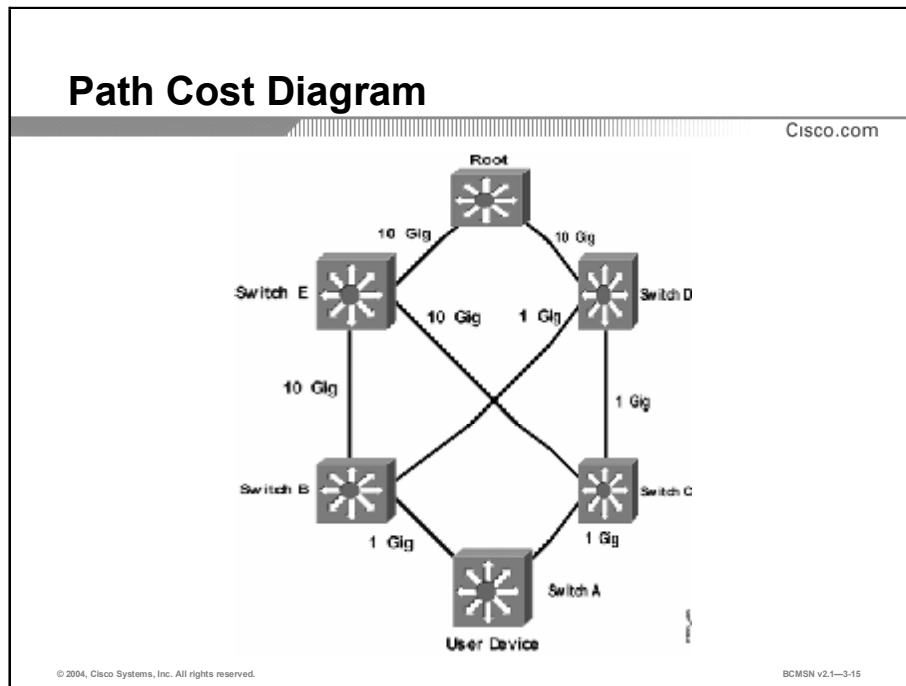 Path Cost Diagram
Cisco.com
Root
10 Gig
10 Gig
Switch E
Switch D
10 Gig
1 Gig
10 Gig
1 Gig
Switch B
Switch C
1 Gig
1 Gig
Switch A
User Device
© 2004, Cisco Systems, Inc. All rights reserved.
BCMSN v2.1—3-15